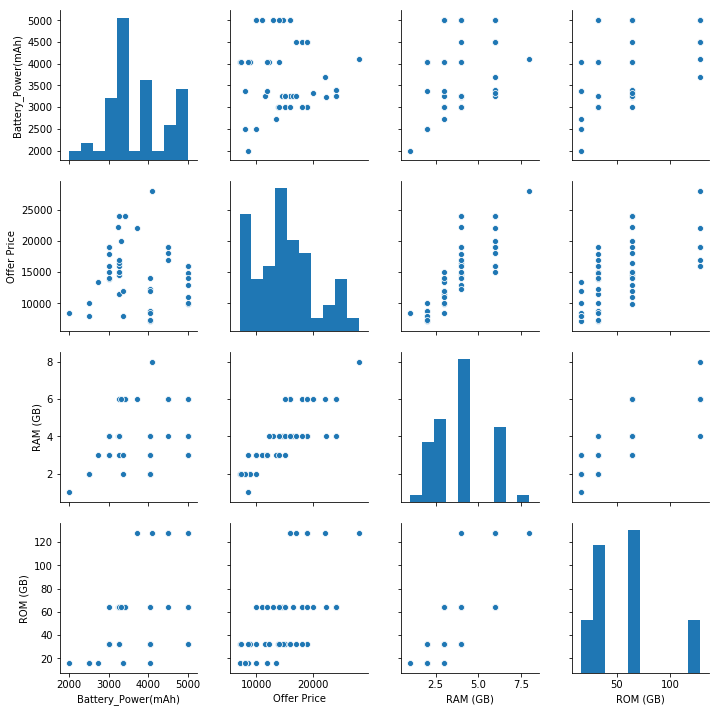 5000
4500
4000
3500
3000
2500
2000
Battery_Power(mAh)
25000
20000
15000
10000
Offer Price
8
6
4
2
RAM (GB)
120
100
80
60
40
20
ROM (GB)
2000 3000 4000 5000
Battery_Power(mAh)
10000 20000
Offer Price
2.5 5.0 7.5
RAM (GB)
50 100
ROM (GB)